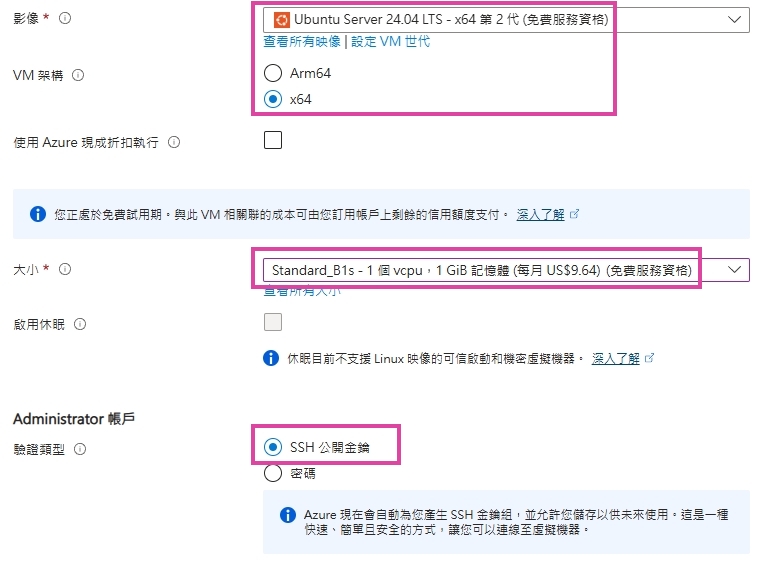 影像 * Ubuntu Server 24.04 LTS - x64 第 2 代 (免費服務資格)
查看所有映像 | 設定 VM 世代
VM 架構
Arm64
x64
使用 Azure 現成折扣執行
您正處於免費試用期。與此 VM 相關聯的成本可由您訂用帳戶上剩餘的信用額度支付。 深入了解
大小 * Standard_B1s - 1 個 vcpu，1 GiB 記憶體 (每月 US$9.64) (免費服務資格)
查看所有大小
啟用休眠
休眠目前不支援 Linux 映像的可信啟動和機密虛擬機器。 深入了解
Administrator 帳戶
驗證類型
SSH 公開金鑰
密碼
Azure 現在會自動為您產生 SSH 金鑰組，並允許您儲存以供未來使用。這是一種
快速、簡單且安全的方式，讓您可以連線至虛擬機器。